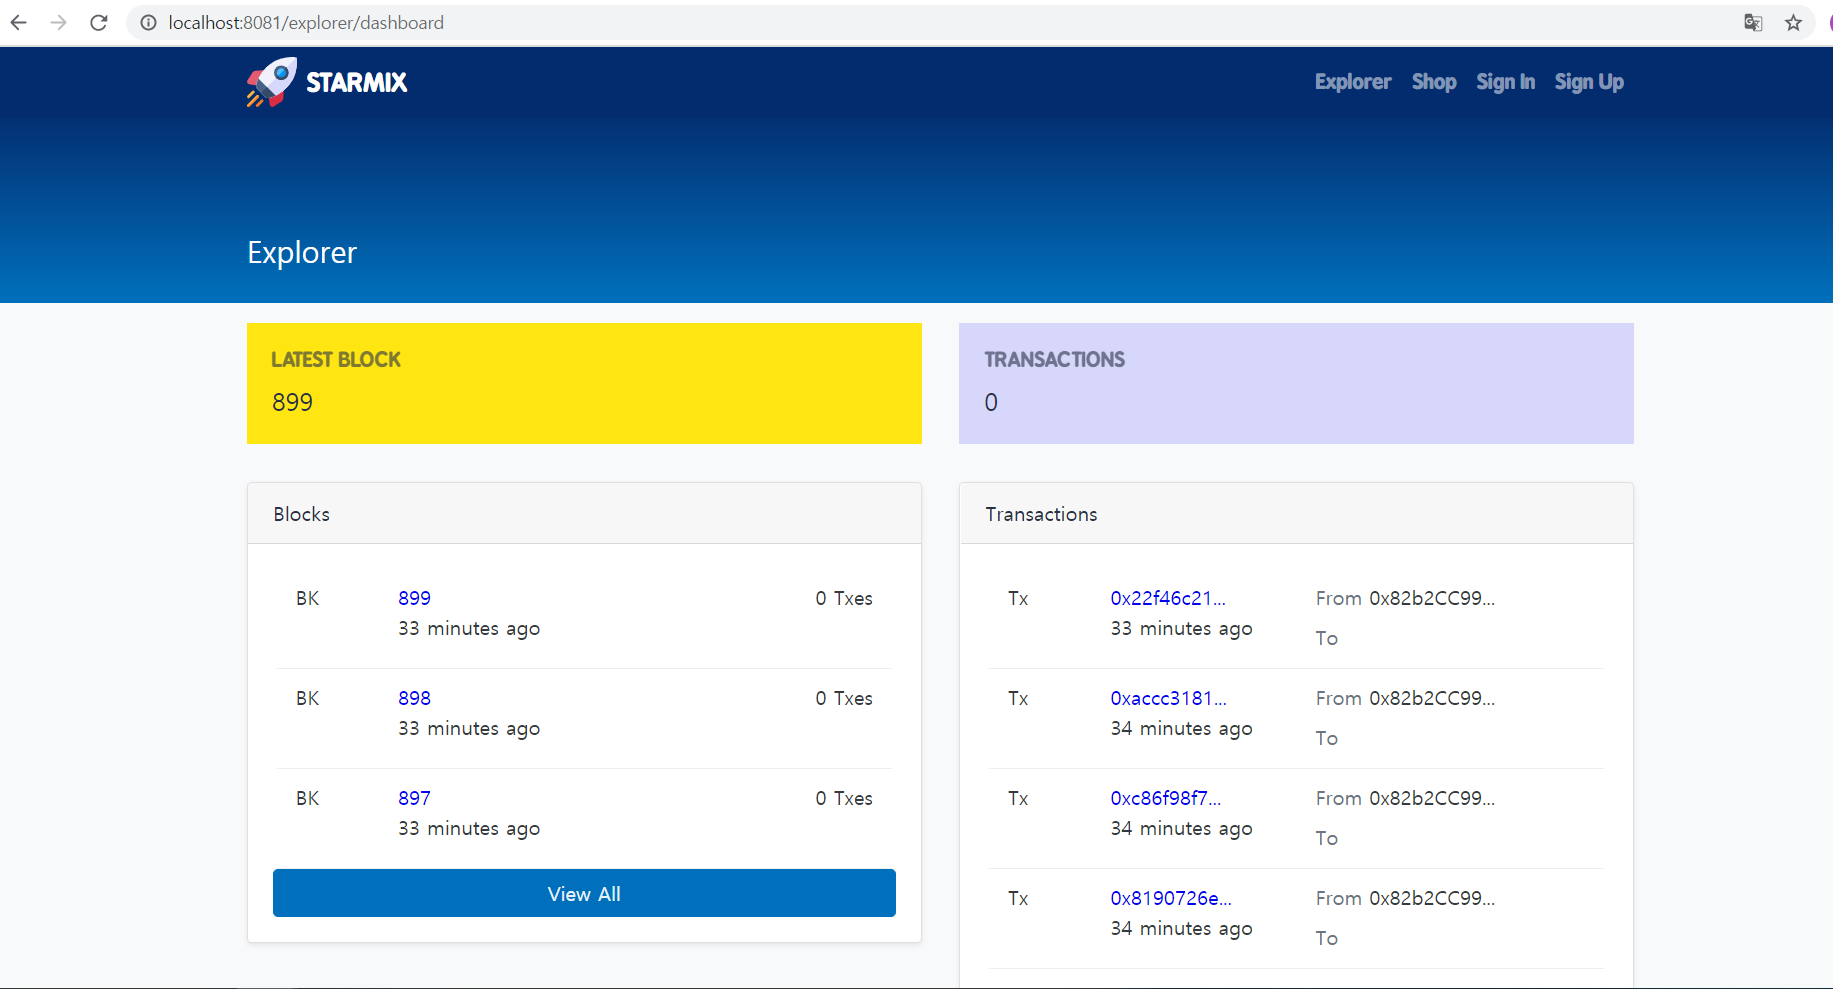 localhost:8081/explorer/dashboard
STARMIX
Explorer Shop Sign In Sign Up
Explorer
LATEST BLOCK
899
TRANSACTIONS
0
Blocks
BK 899 0 Txes
33 minutes ago
BK 898 0 Txes
33 minutes ago
BK 897 0 Txes
33 minutes ago
View All
Transactions
Tx 0x22f46c21... From 0x82b2CC99...
33 minutes ago
To
Tx 0xaccc3181... From 0x82b2CC99...
34 minutes ago
To
Tx 0xc86f98f7... From 0x82b2CC99...
34 minutes ago
To
Tx 0x8190726e... From 0x82b2CC99...
34 minutes ago
To